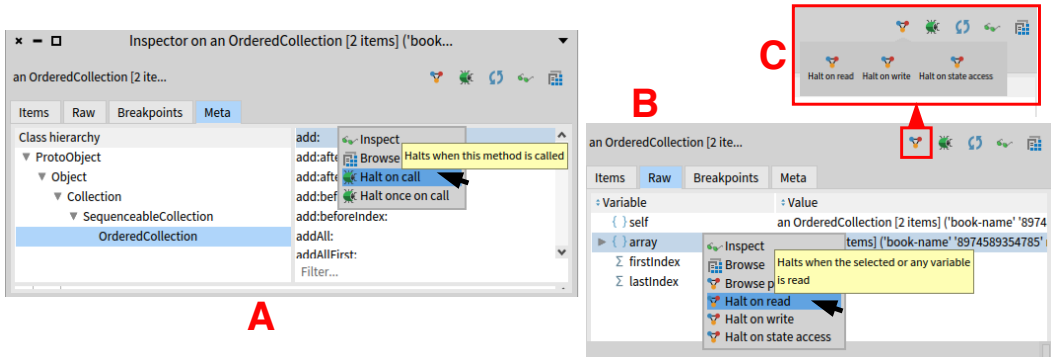 Inspector on an OrderedCollection [2 items] ('book...
an OrderedCollection [2 ite...
Items Raw Breakpoints Meta
Class hierarchy
ProtoObject
Object
Collection
SequenceableCollection
OrderedCollection
add:
add:afte
add:afte
add:bef
add:beforeIndex:
addAll:
addAllFirst:
Filter...
Inspect
Browse
Halt on call
Halt once on call
Halts when this method is called
A
B
an OrderedCollection [2 ite...
Items Raw Breakpoints Meta
Variable Value
{ } self an OrderedCollection [2 items] ('book-name' '8974
{ } array tems] ('book-name' '8974589354785'
Σ firstIndex
Σ lastIndex
Inspect
Browse
Browse p
Halt on read
Halt on write
Halt on state access
Halts when the selected or any variable
is read
C
Halt on read Halt on write Halt on state access